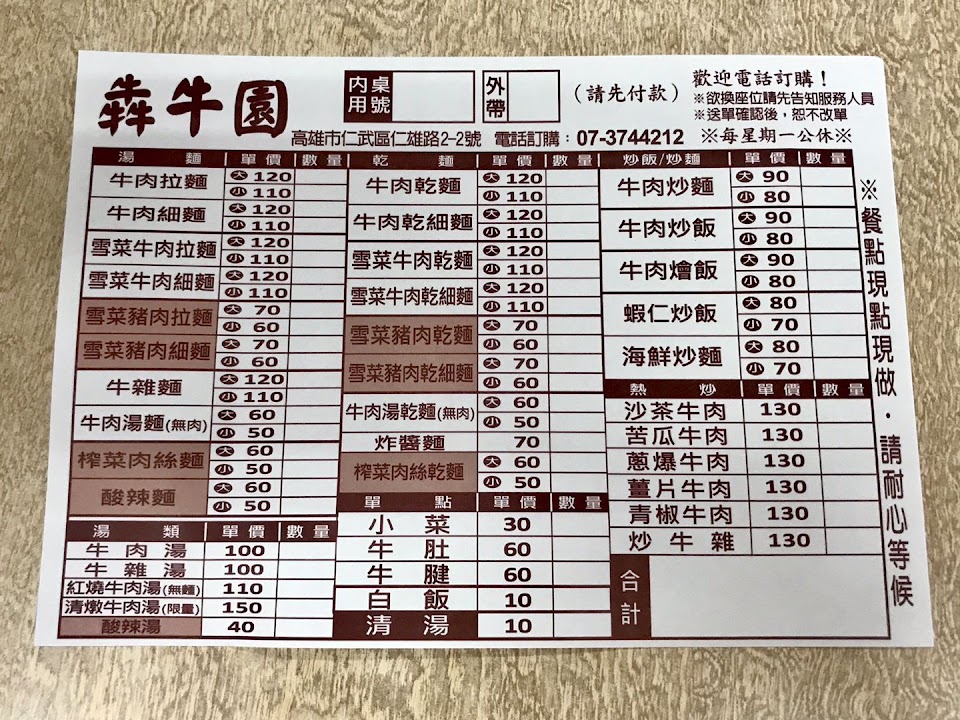 犇牛園
內用 桌號
外帶
(請先付款)
歡迎電話訂購！
※欲換座位請先告知服務人員
※送單確認後，恕不改單
高雄市仁武區仁雄路2-2號 電話訂購：07-3744212 ※每星期一公休※
湯麵 單價 數量
牛肉拉麵 大 120
小 110
牛肉細麵 大 120
小 110
雪菜牛肉拉麵 大 120
小 110
雪菜牛肉細麵 大 120
小 110
雪菜豬肉拉麵 大 70
小 60
雪菜豬肉細麵 大 70
小 60
牛雜麵 大 120
小 110
牛肉湯麵(無肉) 大 60
小 50
榨菜肉絲麵 大 60
小 50
酸辣麵 大 60
小 50
湯類 單價 數量
牛肉湯 100
牛雜湯 100
紅燒牛肉湯(無麵) 110
清燉牛肉湯(限量) 150
酸辣湯 40
乾麵 單價 數量
牛肉乾麵 大 120
小 110
牛肉乾細麵 大 120
小 110
雪菜牛肉乾麵 大 120
小 110
雪菜牛肉乾細麵 大 120
小 110
雪菜豬肉乾麵 大 70
小 60
雪菜豬肉乾細麵 大 70
小 60
牛肉湯乾麵(無肉) 大 60
小 50
炸醬麵 70
榨菜肉絲乾麵 大 60
小 50
單點 單價 數量
小菜 30
牛肚 60
牛腱 60
白飯 10
清湯 10
炒飯/炒麵 單價 數量
牛肉炒麵 大 90
小 80
牛肉炒飯 大 90
小 80
牛肉燴飯 大 90
小 80
蝦仁炒飯 大 80
小 70
海鮮炒麵 大 80
小 70
熱炒 單價 數量
沙茶牛肉 130
苦瓜牛肉 130
蔥爆牛肉 130
薑片牛肉 130
青椒牛肉 130
炒牛雜 130
合計
※餐點現點現做．請耐心等候